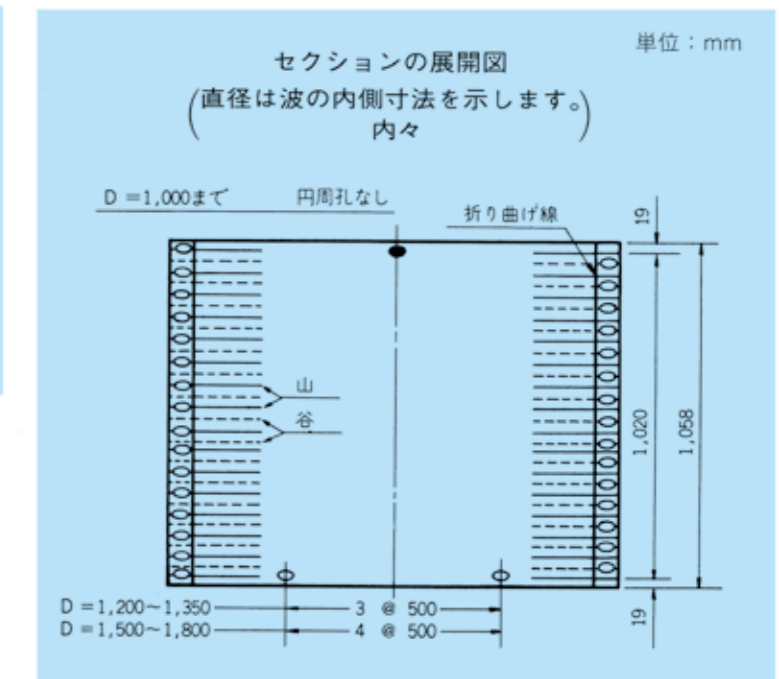 単位：mm
セクションの展開図
(直径は波の内側寸法を示します。)
内々
D =1,000まで 円周孔なし
折り曲げ線
19
山
谷
1,020
1,058
D =1,200~1,350 3 @ 500
D =1,500~1,800 4 @ 500
19